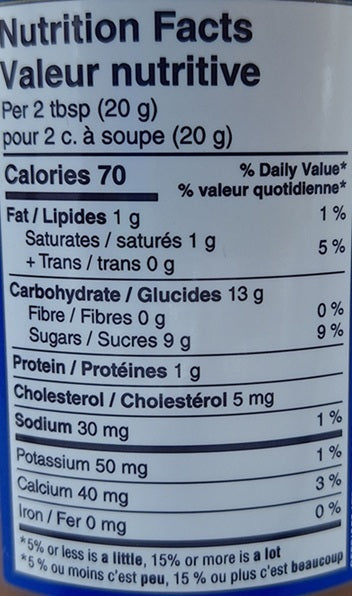 Nutrition Facts
Valeur nutritive
Per 2 tbsp (20 g)
pour 2 c. à soupe (20 g)
Calories 70 % Daily Value*
% valeur quotidienne*
Fat / Lipides 1 g 1 %
Saturates / saturés 1 g
+ Trans / trans 0 g 5 %
Carbohydrate / Glucides 13 g
Fibre / Fibres 0 g 0 %
Sugars / Sucres 9 g 9 %
Protein / Protéines 1 g
Cholesterol / Cholestérol 5 mg
Sodium 30 mg 1 %
Potassium 50 mg 1 %
Calcium 40 mg 3 %
Iron / Fer 0 mg 0 %
*5% or less is a little, 15% or more is a lot
*5 % ou moins c'est peu, 15 % ou plus c'est beaucoup